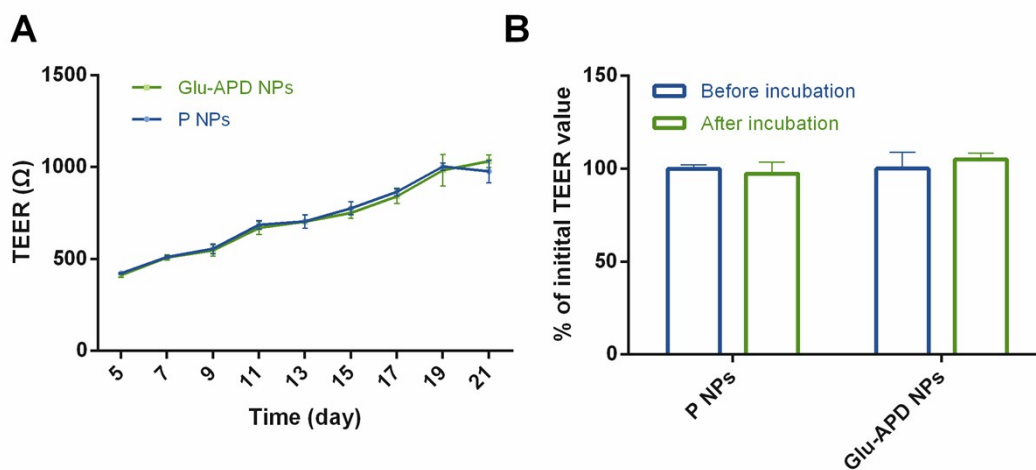 A
TEER (Ω)
1500
1000
500
0
Glu-APD NPs
P NPs
5
7
9
11
13
15
17
19
21
Time (day)
B
% of initital TEER value
150
100
50
0
Before incubation
After incubation
P NPs
Glu-APD NPs